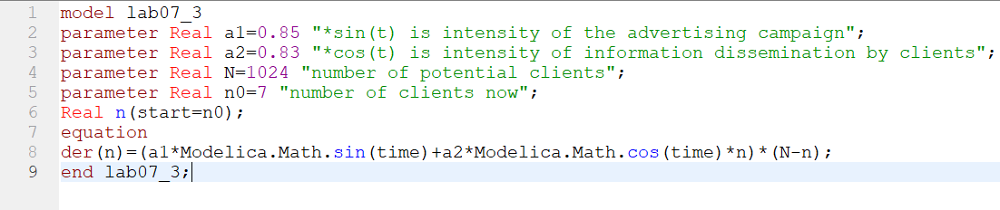 1 model lab07_3
2 parameter Real a1=0.85 "*sin(t) is intensity of the advertising campaign";
3 parameter Real a2=0.83 "*cos(t) is intensity of information dissemination by clients";
4 parameter Real N=1024 "number of potential clients";
5 parameter Real n0=7 "number of clients now";
6 Real n(start=n0);
7 equation
8 der(n)=(a1*Modelica.Math.sin(time)+a2*Modelica.Math.cos(time)*n)*(N-n);
9 end lab07_3;